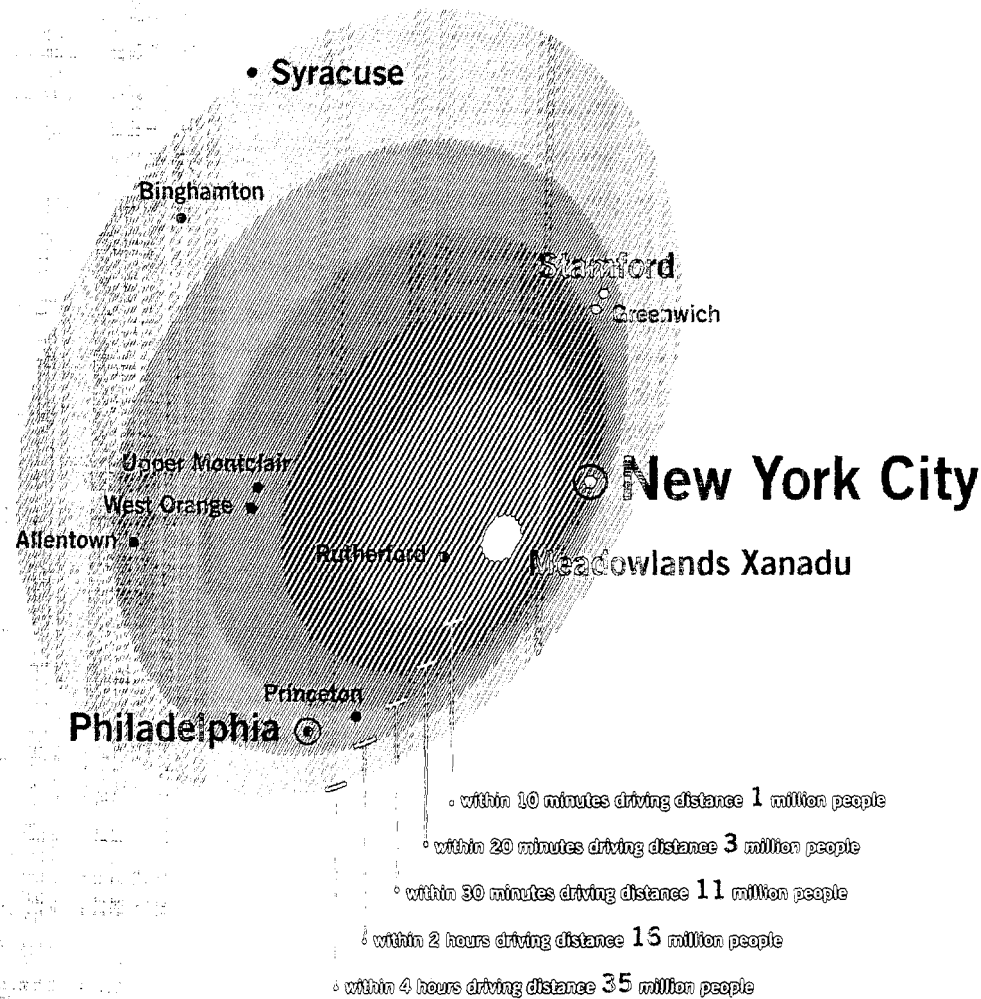 Syracuse
Binghamton
Stamford
Greenwich
Upper Montclair
New York City
West Orange
Allentown
Rutherford
Meadowlands Xanadu
Princeton
Philadelphia
within 10 minutes driving distance 1 million people
within 20 minutes driving distance 3 million people
within 30 minutes driving distance 11 million people
within 2 hours driving distance 16 million people
within 4 hours driving distance 35 million people